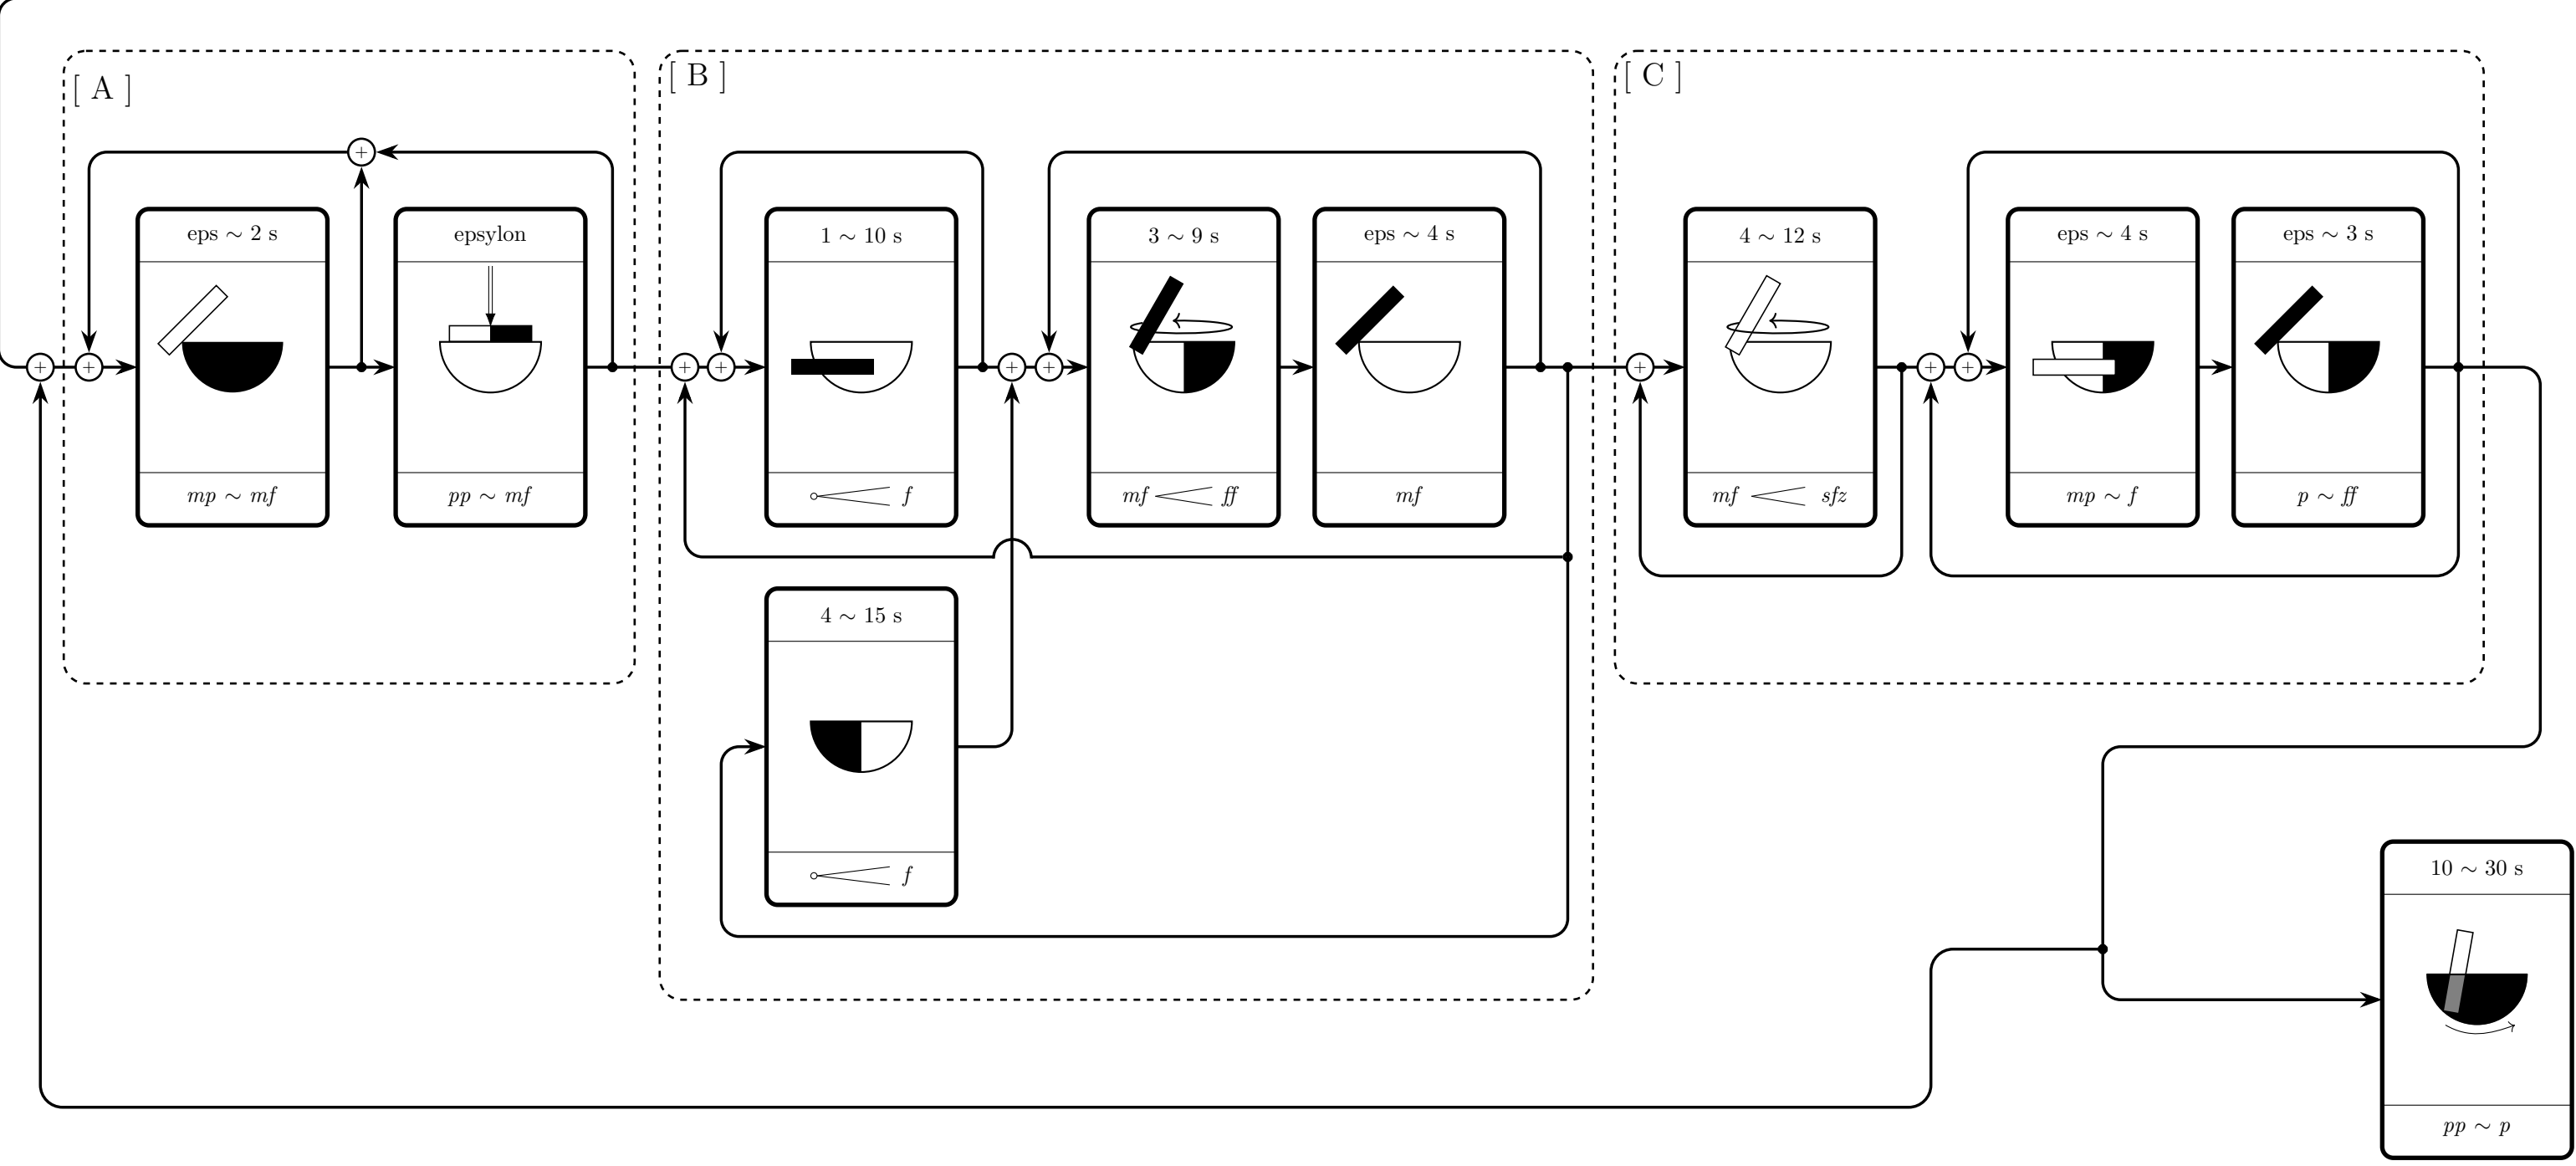 [ A ]
[ B ]
[ C ]
eps ∼ 2 s
epsylon
1 ∼ 10 s
3 ∼ 9 s
eps ∼ 4 s
4 ∼ 12 s
eps ∼ 4 s
eps ∼ 3 s
mp ∼ mf
pp ∼ mf
f
mf ff
mf
mf sfz
mp ∼ f
p ∼ ff
4 ∼ 15 s
f
10 ∼ 30 s
pp ∼ p